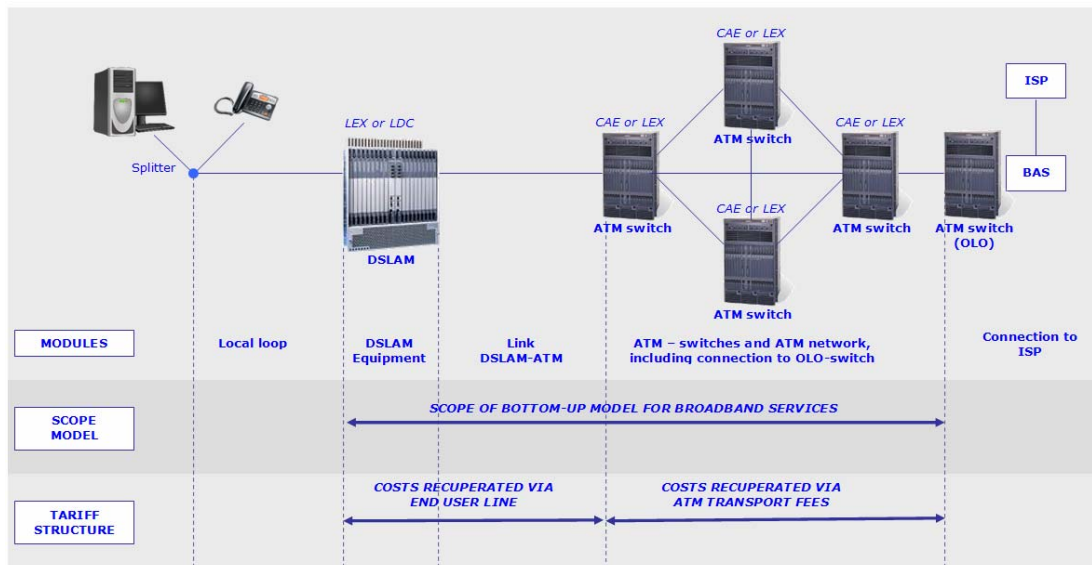 CAE or LEX
ISP
LEX or LDC
CAE or LEX
ATM switch
CAE or LEX
Splitter
BAS
CAE or LEX
ATM switch
ATM switch
ATM switch
(OLO)
DSLAM
ATM switch
MODULES
Local loop
DSLAM
Equipment
Link
DSLAM-ATM
ATM – switches and ATM network,
including connection to OLO-switch
Connection to
ISP
SCOPE
MODEL
SCOPE OF BOTTOM-UP MODEL FOR BROADBAND SERVICES
TARIFF
STRUCTURE
COSTS RECUPERATED VIA
END USER LINE
COSTS RECUPERATED VIA
ATM TRANSPORT FEES